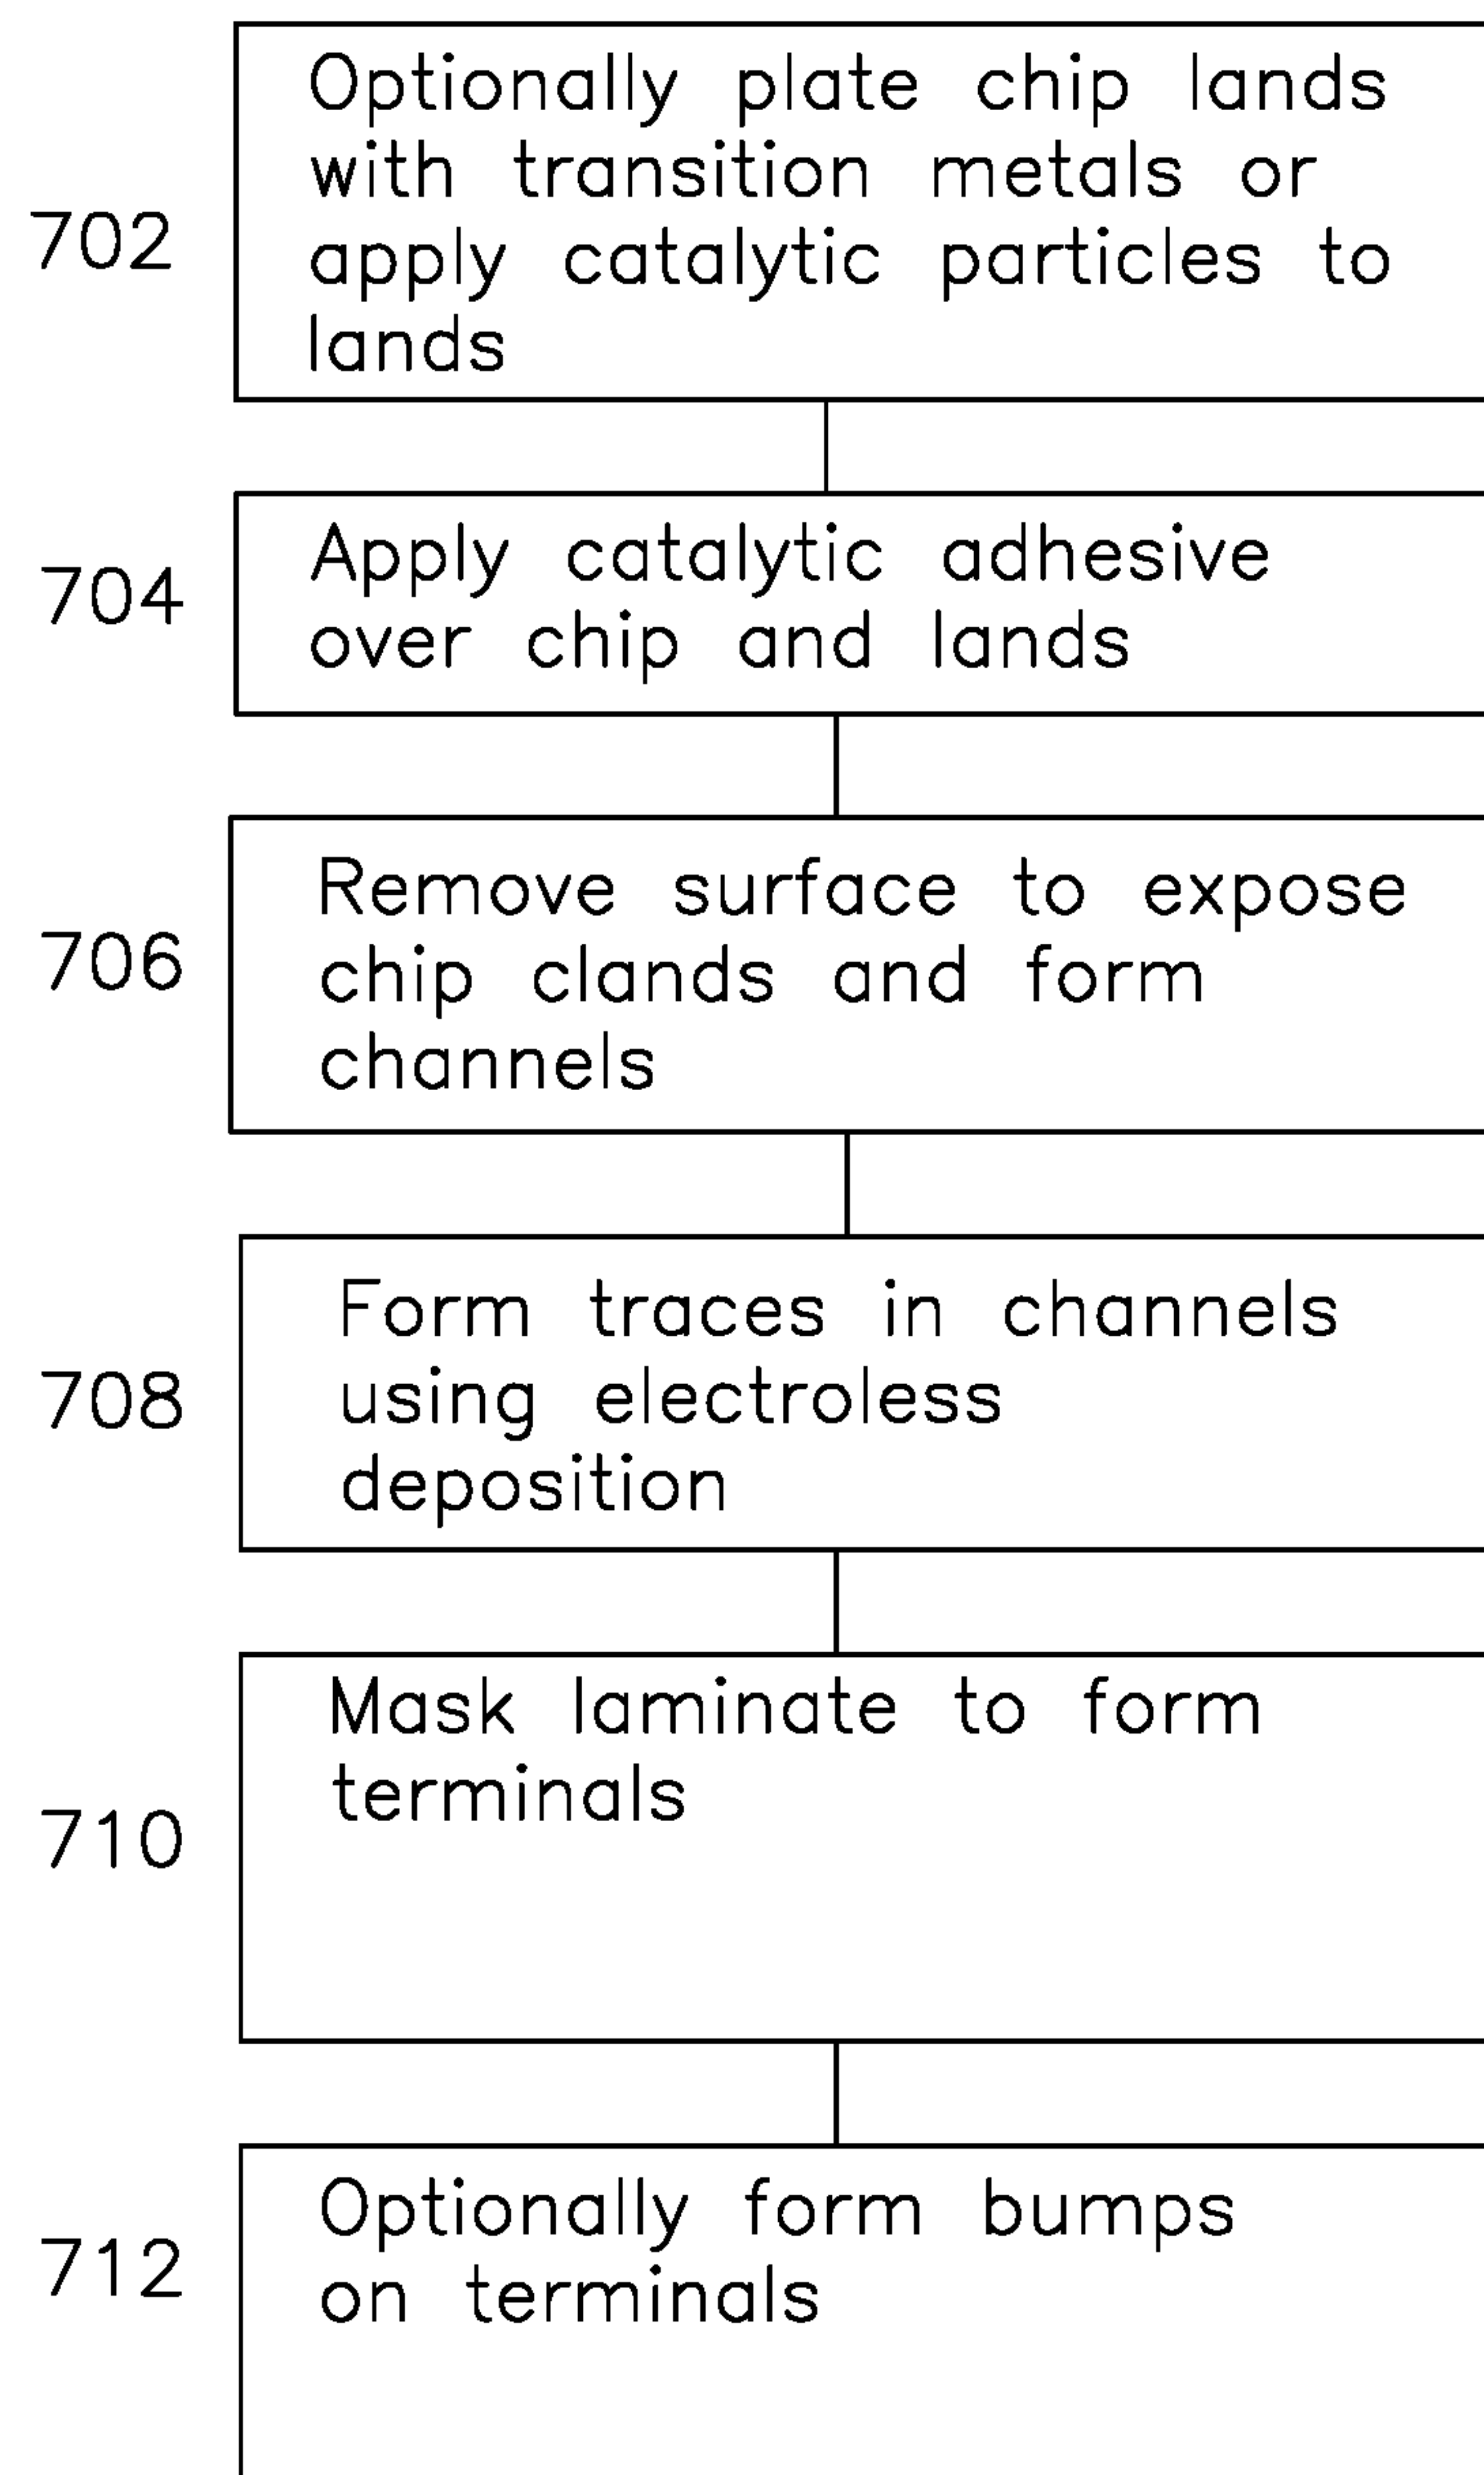 Optionally plate chip lands
with transition metals or
702
apply catalytic particles to
lands
704
Apply catalytic adhesive
over chip and lands
Remove surface to expose
706
chip clands and form
channels
Form traces in channels
708
using electroless
deposition
Mask laminate to form
terminals
710
Optionally form bumps
712
on terminals